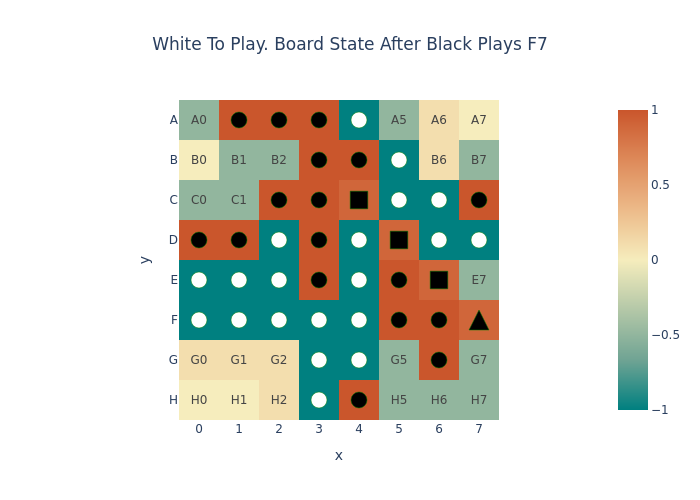 White To Play. Board State After Black Plays F7
A A0 A5 A6 A7
B B0 B1 B2 B6 B7
C C0 C1
D
E E7
F
G G0 G1 G2 G5 G7
H H0 H1 H2 H5 H6 H7
0 1 2 3 4 5 6 7
x
y
1
0.5
0
−0.5
−1